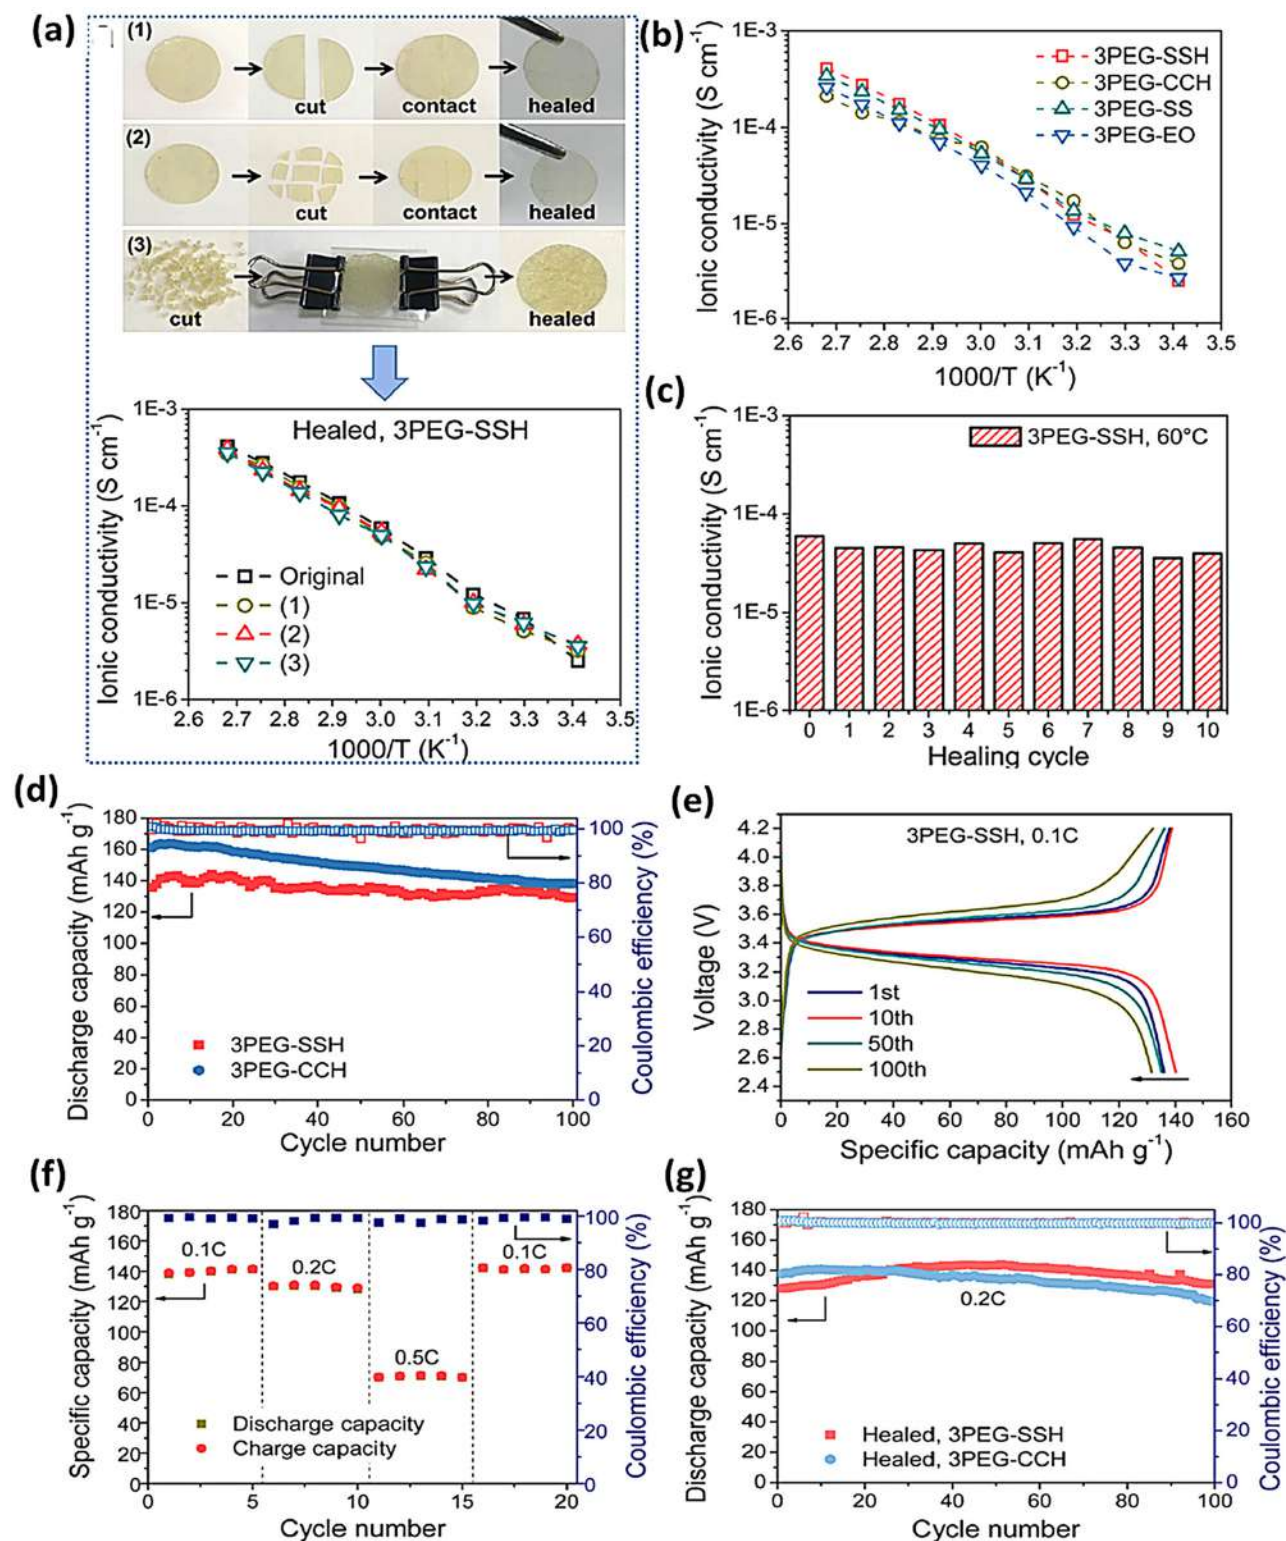 (a)
(1)
cut
contact
healed
(2)
cut
contact
healed
(3)
cut
healed
Ionic conductivity (S cm⁻¹)
1E-3
1E-4
1E-5
1E-6
Healed, 3PEG-SSH
Original
(1)
(2)
(3)
2.6 2.7 2.8 2.9 3.0 3.1 3.2 3.3 3.4 3.5
1000/T (K⁻¹)
(b)
Ionic conductivity (S cm⁻¹)
1E-3
1E-4
1E-5
1E-6
3PEG-SSH
3PEG-CCH
3PEG-SS
3PEG-EO
2.6 2.7 2.8 2.9 3.0 3.1 3.2 3.3 3.4 3.5
1000/T (K⁻¹)
(c)
Ionic conductivity (S cm⁻¹)
1E-3
1E-4
1E-5
1E-6
3PEG-SSH, 60°C
0 1 2 3 4 5 6 7 8 9 10
Healing cycle
(d)
Discharge capacity (mAh g⁻¹)
180
160
140
120
100
80
60
40
20
0
3PEG-SSH
3PEG-CCH
0 20 40 60 80 100
Cycle number
100
80
60
40
20
0
Coulombic efficiency (%)
(e)
Voltage (V)
4.2
3.9
3.6
3.4
3.0
2.7
2.4
3PEG-SSH, 0.1C
1st
10th
50th
100th
0 20 40 60 80 100 120 140 160
Specific capacity (mAh g⁻¹)
(f)
Specific capacity (mAh g⁻¹)
180
160
140
120
100
80
60
40
20
0
0.1C
0.2C
0.5C
0.1C
Discharge capacity
Charge capacity
0 5 10 15 20
Cycle number
100
80
60
40
20
0
Coulombic efficiency (%)
(g)
Discharge capacity (mAh g⁻¹)
180
160
140
120
100
80
60
40
20
0
0.2C
Healed, 3PEG-SSH
Healed, 3PEG-CCH
0 20 40 60 80 100
Cycle number
100
80
60
40
20
0
Coulombic efficiency (%)